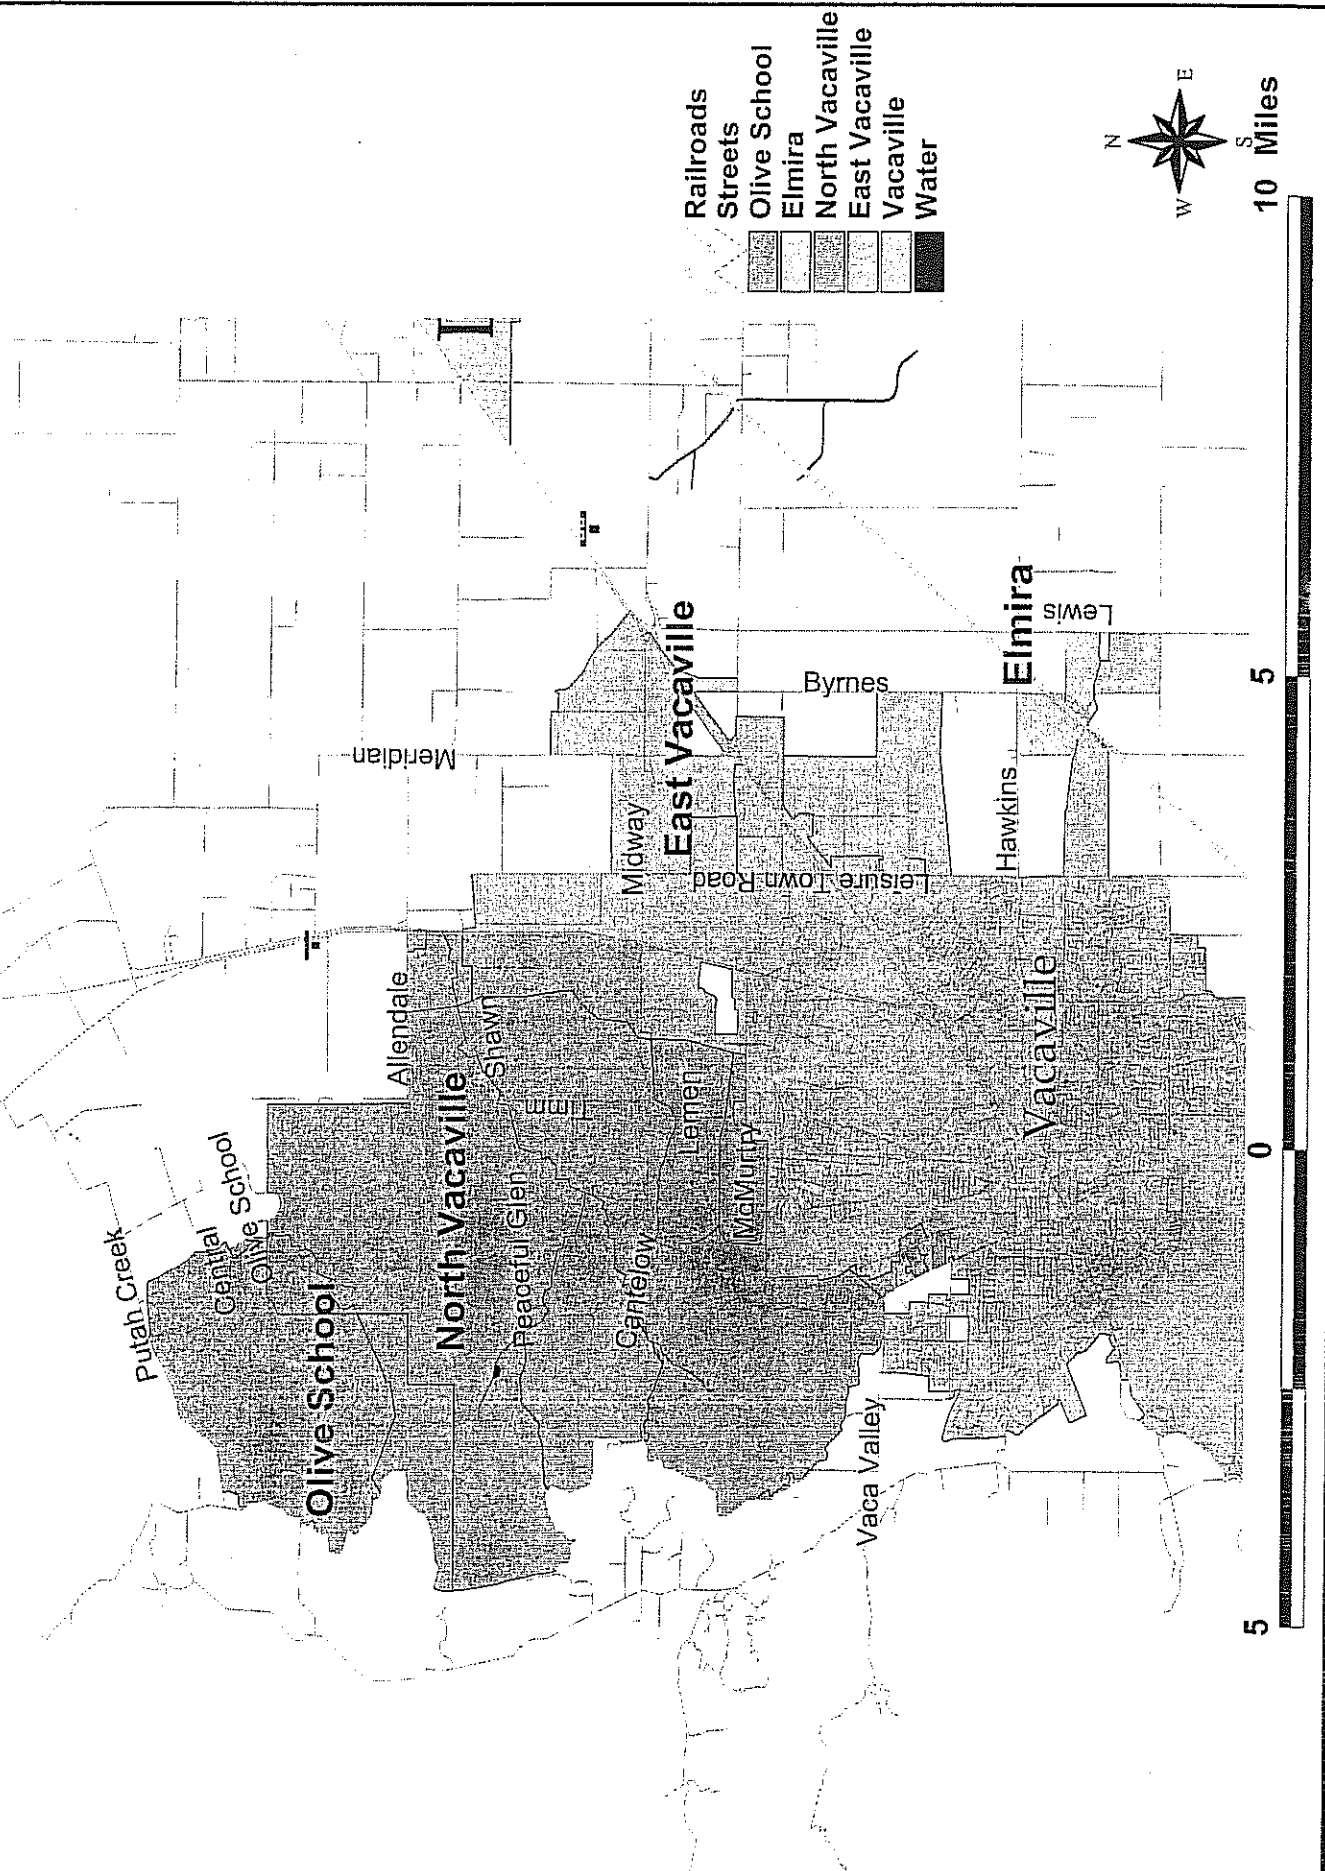 Putah Creek
Central
Olive School
Olive School
Allendale
Meridian
North Vacaville
Shawn
Timm
Peaceful Glen
Cantelow
Lemen
McMurtry
Midway
East Vacaville
Leisure Town Road
Byrnes
Vaca Valley
Hawkins
Elmira
Lewis
Vacaville
Railroads
Streets
Olive School
Elmira
North Vacaville
East Vacaville
Vacaville
Water
N
W
E
S
5
0
5
10 Miles